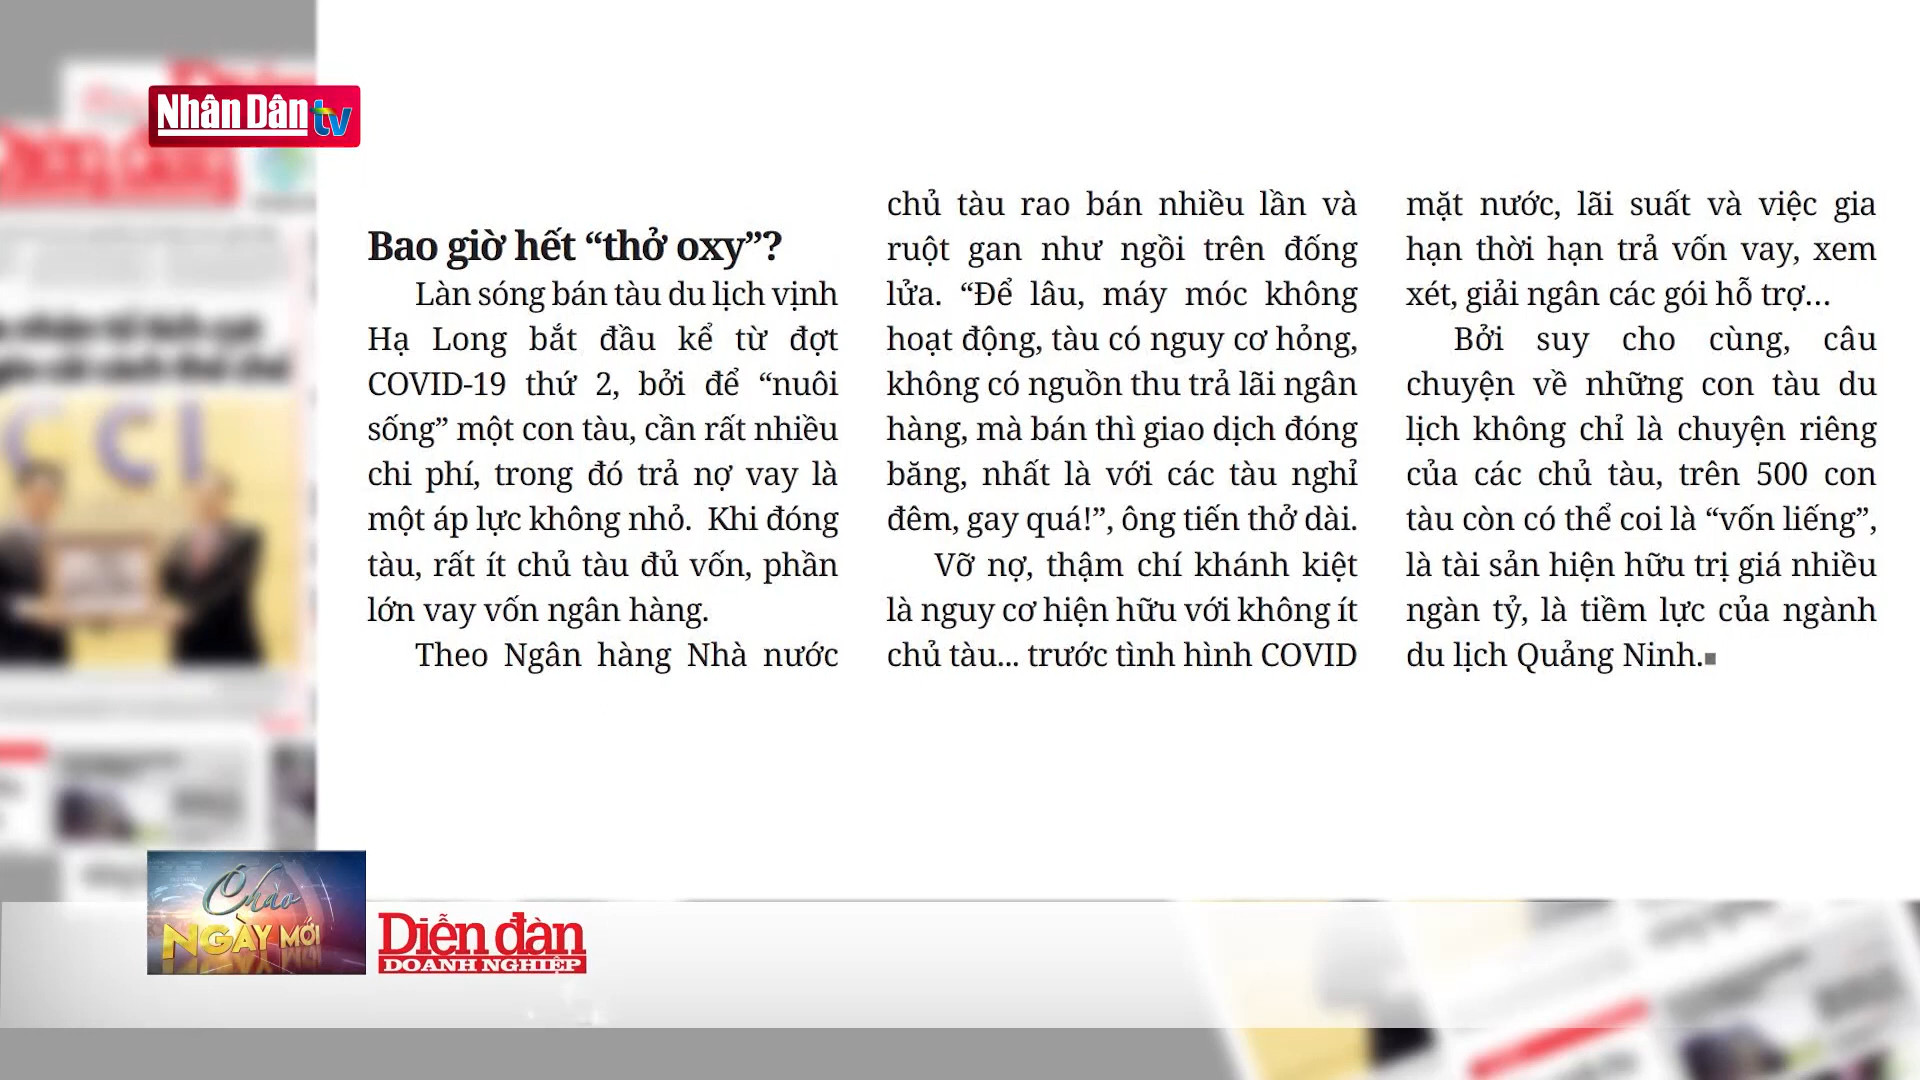 Nhân Dân tv
Bao giờ hết “thở oxy”?
Làn sóng bán tàu du lịch vịnh
Hạ Long bắt đầu kể từ đợt
COVID-19 thứ 2, bởi để “nuôi
sống” một con tàu, cần rất nhiều
chi phí, trong đó trả nợ vay là
một áp lực không nhỏ. Khi đóng
tàu, rất ít chủ tàu đủ vốn, phần
lớn vay vốn ngân hàng.
Theo Ngân hàng Nhà nước
chủ tàu rao bán nhiều lần và
ruột gan như ngồi trên đống
lửa. “Để lâu, máy móc không
hoạt động, tàu có nguy cơ hỏng,
không có nguồn thu trả lãi ngân
hàng, mà bán thì giao dịch đóng
băng, nhất là với các tàu nghỉ
đêm, gay quá!”, ông tiến thở dài.
Vỡ nợ, thậm chí khánh kiệt
là nguy cơ hiện hữu với không ít
chủ tàu... trước tình hình COVID
mặt nước, lãi suất và việc gia
hạn thời hạn trả vốn vay, xem
xét, giải ngân các gói hỗ trợ...
Bởi suy cho cùng, câu
chuyện về những con tàu du
lịch không chỉ là chuyện riêng
của các chủ tàu, trên 500 con
tàu còn có thể coi là “vốn liếng”,
là tài sản hiện hữu trị giá nhiều
ngàn tỷ, là tiềm lực của ngành
du lịch Quảng Ninh.■
Chào
NGÀY MỚI
Diễn đàn
DOANH NGHIỆP